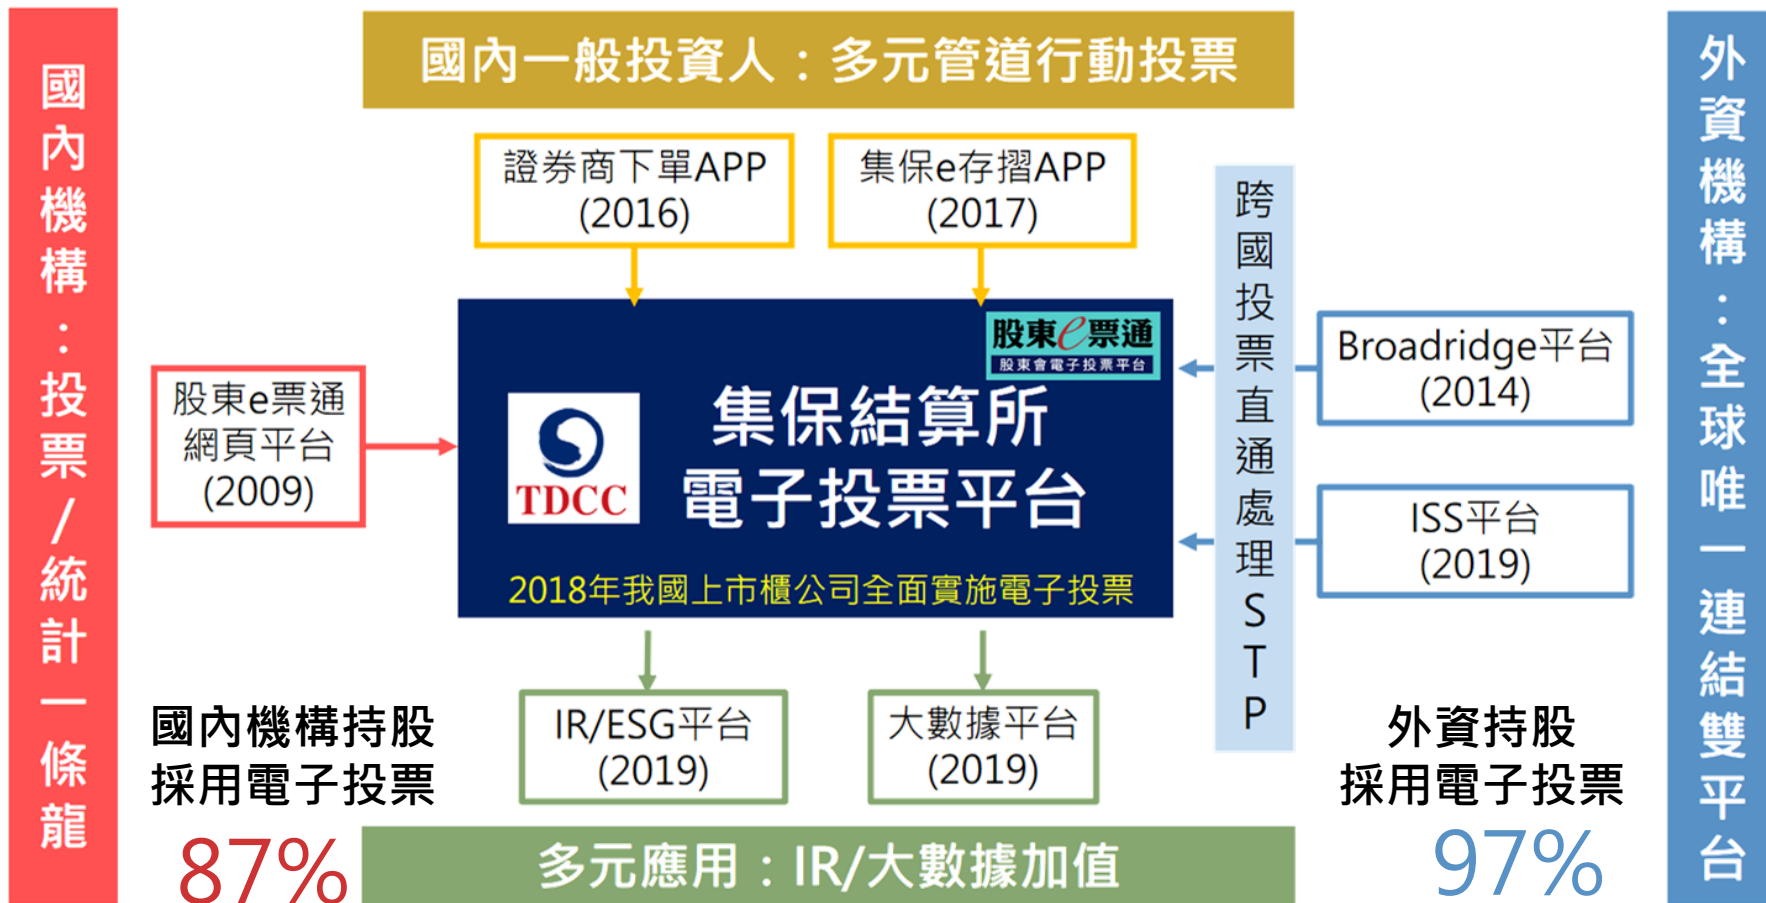 國內機構：投票/統計一條龍
國內一般投資人：多元管道行動投票
外資機構：全球唯一連結雙平台
證券商下單APP
(2016)
集保e存摺APP
(2017)
跨國投票直通處理STP
股東e票通
網頁平台
(2009)
股東e票通
股東會電子投票平台
TDCC
集保結算所
電子投票平台
2018年我國上市櫃公司全面實施電子投票
Broadridge平台
(2014)
ISS平台
(2019)
IR/ESG平台
(2019)
大數據平台
(2019)
國內機構持股
採用電子投票
87%
外資持股
採用電子投票
97%
多元應用：IR/大數據加值